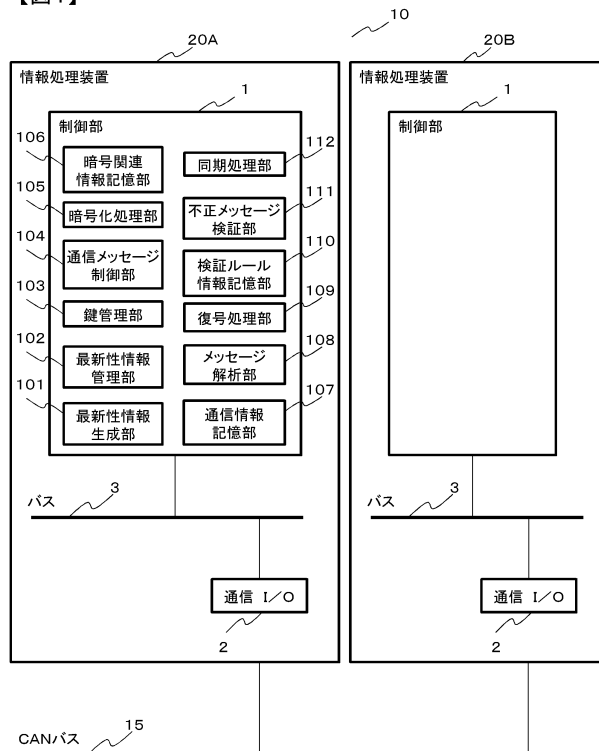 【図1】
10
20A
20B
情報処理装置
情報処理装置
1
1
制御部
制御部
106
暗号関連
情報記憶部
同期処理部
112
105
暗号化処理部
不正メッセージ
検証部
111
104
通信メッセージ
制御部
検証ルール
情報記憶部
110
103
鍵管理部
復号処理部
109
102
最新性情報
管理部
メッセージ
解析部
108
101
最新性情報
生成部
通信情報
記憶部
107
バス
3
バス
3
通信 I/O
通信 I/O
2
2
CANバス
15